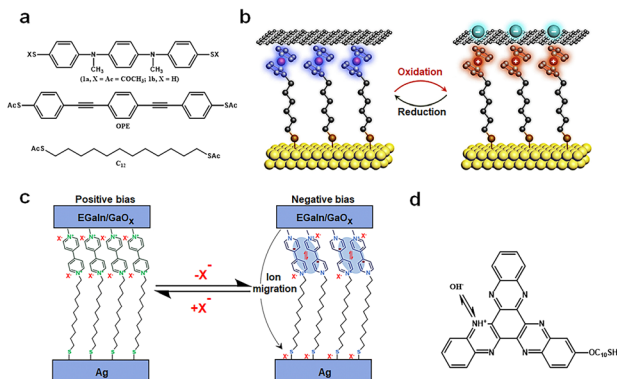 a
XS
N
N
SX
CH₃
CH₃
(1a, X = Ac = COCH₃; 1b, X = H)
AcS
SAc
OPE
AcS
SAc
C₁₂
b
Oxidation
Reduction
c
Positive bias
Negative bias
EGaIn/GaOX
EGaIn/GaOX
-X⁻
+X⁻
Ion
migration
Ag
Ag
d
OH⁻
N
N
NH⁺
N
N
N
OC₁₀SH